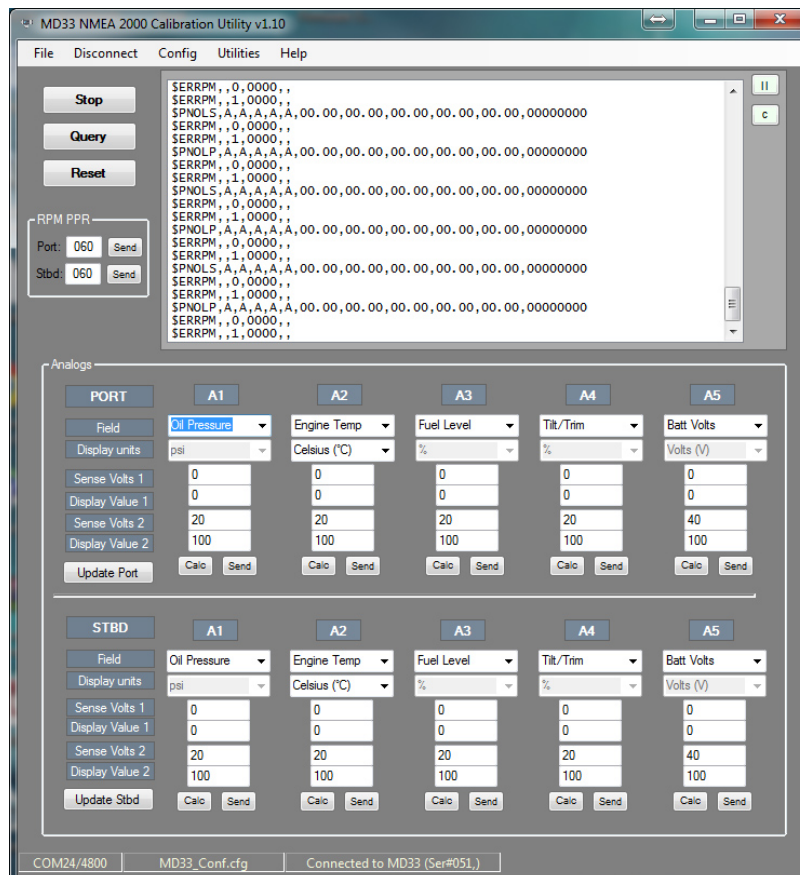 MD33 NMEA 2000 Calibration Utility v1.10
File Disconnect Config Utilities Help
Stop
Query
Reset
RPM PPR
Port: 060 Send
Stbd: 060 Send
$ERRPM,,0,0000,,
$ERRPM,,1,0000,,
$PNOLS,A,A,A,A,A,00.00,00.00,00.00,00.00,00.00,00000000
$ERRPM,,0,0000,,
$ERRPM,,1,0000,,
$PNOLP,A,A,A,A,A,00.00,00.00,00.00,00.00,00.00,00000000
$ERRPM,,0,0000,,
$ERRPM,,1,0000,,
$PNOLS,A,A,A,A,A,00.00,00.00,00.00,00.00,00.00,00000000
$ERRPM,,0,0000,,
$ERRPM,,1,0000,,
$PNOLP,A,A,A,A,A,00.00,00.00,00.00,00.00,00.00,00000000
$ERRPM,,0,0000,,
$ERRPM,,1,0000,,
$PNOLS,A,A,A,A,A,00.00,00.00,00.00,00.00,00.00,00000000
$ERRPM,,0,0000,,
$ERRPM,,1,0000,,
$PNOLP,A,A,A,A,A,00.00,00.00,00.00,00.00,00.00,00000000
$ERRPM,,0,0000,,
$ERRPM,,1,0000,,
II
c
Analogs
PORT A1 A2 A3 A4 A5
Field Oil Pressure Engine Temp Fuel Level Tilt/Trim Batt Volts
Display units psi Celsius (°C) % % Volts (V)
Sense Volts 1 0 0 0 0 0
Display Value 1 0 0 0 0 0
Sense Volts 2 20 20 20 20 40
Display Value 2 100 100 100 100 100
Update Port Calc Send Calc Send Calc Send Calc Send Calc Send
STBD A1 A2 A3 A4 A5
Field Oil Pressure Engine Temp Fuel Level Tilt/Trim Batt Volts
Display units psi Celsius (°C) % % Volts (V)
Sense Volts 1 0 0 0 0 0
Display Value 1 0 0 0 0 0
Sense Volts 2 20 20 20 20 40
Display Value 2 100 100 100 100 100
Update Stbd Calc Send Calc Send Calc Send Calc Send Calc Send
COM24/4800 MD33_Conf.cfg Connected to MD33 (Ser#051,)